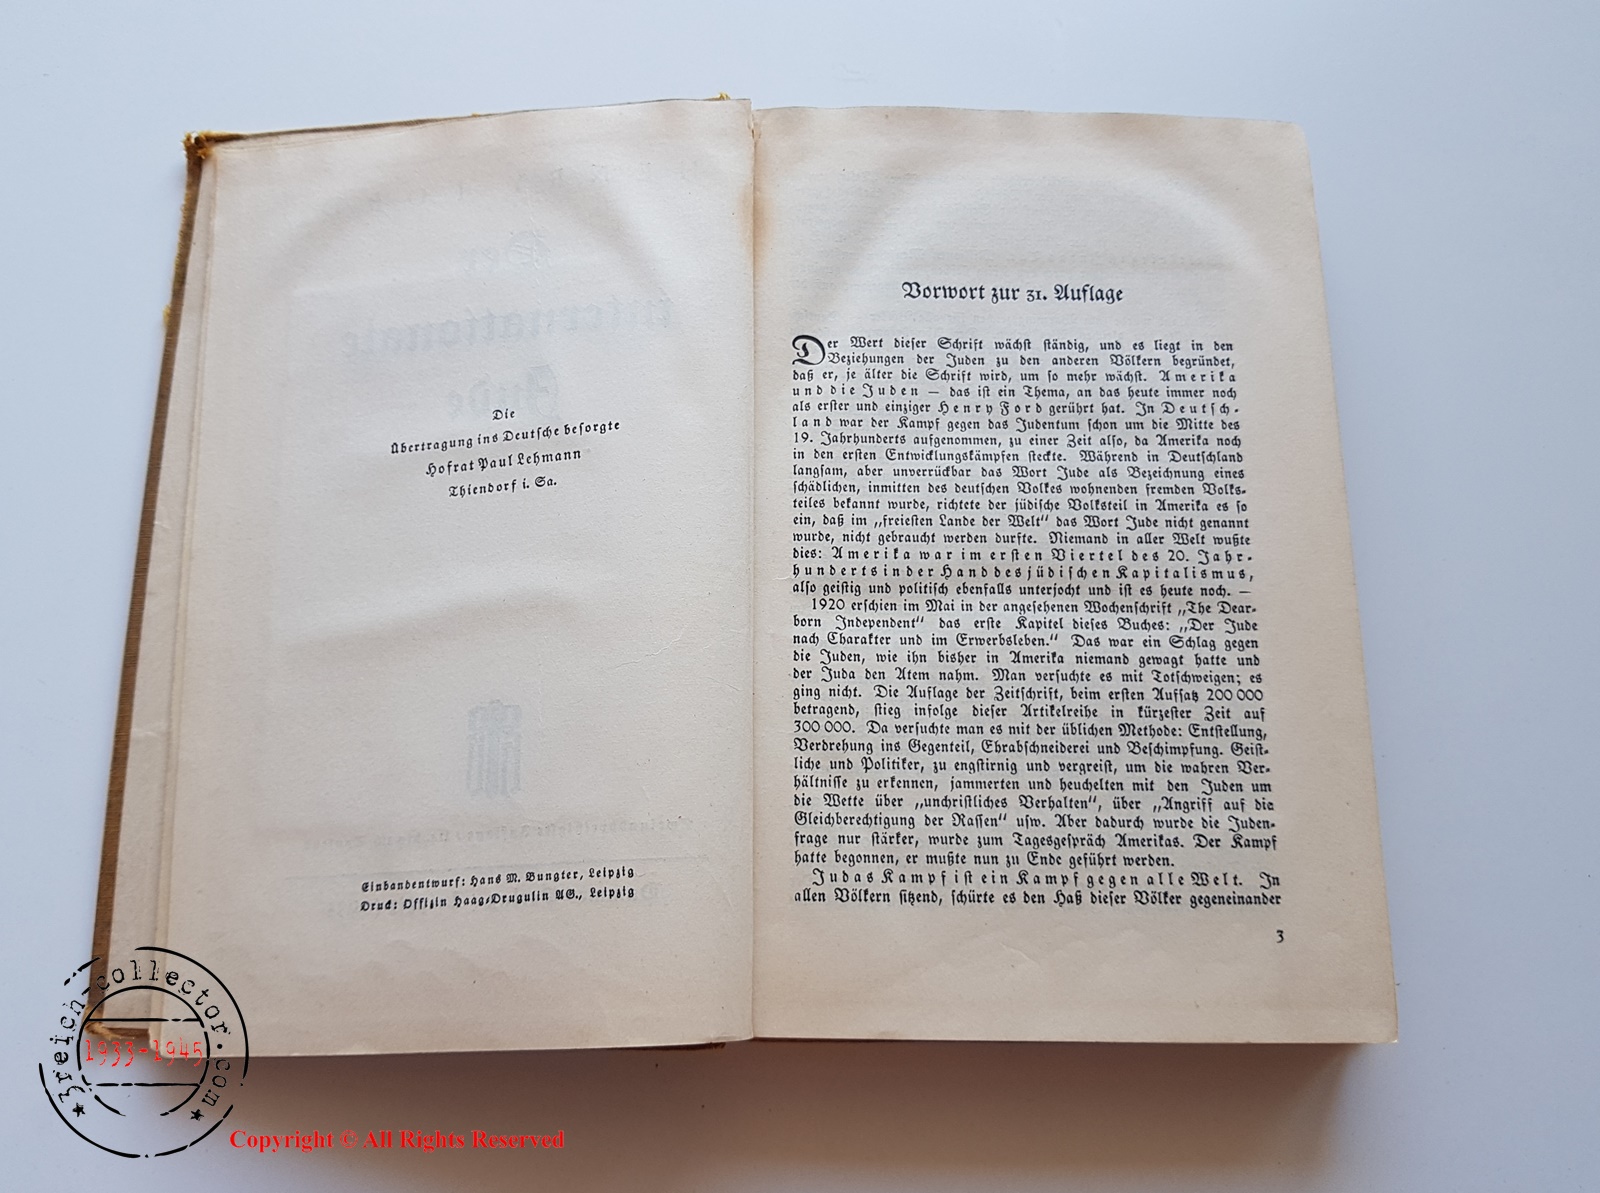 Die
Übertragung ins Deutsche besorgte
Hofrat Paul Lehmann
Thiendorf i. Sa.
Einbandentwurf: Hans M. Bungter, Leipzig
Druck: Offizin Haag-Drugulin AG., Leipzig
Vorwort zur 31. Auflage
Der Wert dieser Schrift wächst ständig, und es liegt in den
Beziehungen der Juden zu den anderen Völkern begründet,
daß er, je älter die Schrift wird, um so mehr wächst. Amerika
und die Juden — das ist ein Thema, an das heute immer noch
als erster und einziger Henry Ford gerührt hat. In Deutsch-
land war der Kampf gegen das Judentum schon um die Mitte des
19. Jahrhunderts aufgenommen, zu einer Zeit also, da Amerika noch
in den ersten Entwicklungskämpfen steckte. Während in Deutschland
langsam, aber unverrückbar das Wort Jude als Bezeichnung eines
schädlichen, inmitten des deutschen Volkes wohnenden fremden Volks-
teiles bekannt wurde, richtete der jüdische Volksteil in Amerika es so
ein, daß im „freiesten Lande der Welt“ das Wort Jude nicht genannt
wurde, nicht gebraucht werden durfte. Niemand in aller Welt wußte
dies: Amerika war im ersten Viertel des 20. Jahr-
hunderts in der Hand des jüdischen Kapitalismus,
also geistig und politisch ebenfalls unterjocht und ist es heute noch. —
1920 erschien im Mai in der angesehenen Wochenschrift „The Dear-
born Independent“ das erste Kapitel dieses Buches: „Der Jude
nach Charakter und im Erwerbsleben.“ Das war ein Schlag gegen
die Juden, wie ihn bisher in Amerika niemand gewagt hatte und
der Juda den Atem nahm. Man versuchte es mit Totschweigen; es
ging nicht. Die Auflage der Zeitschrift, beim ersten Aufsatz 200 000
betragend, stieg infolge dieser Artikelreihe in kürzester Zeit auf
300 000. Da versuchte man es mit der üblichen Methode: Entstellung,
Verdrehung ins Gegenteil, Ehrabschneiderei und Beschimpfung. Geist-
liche und Politiker, zu engstirnig und vergreist, um die wahren Ver-
hältnisse zu erkennen, jammerten und heuchelten mit den Juden um
die Wette über „unchristliches Verhalten“, über „Angriff auf die
Gleichberechtigung der Rassen“ usw. Aber dadurch wurde die Juden-
frage nur stärker, wurde zum Tagesgespräch Amerikas. Der Kampf
hatte begonnen, er mußte nun zu Ende geführt werden.
Judas Kampf ist ein Kampf gegen alle Welt. In
allen Völkern sitzend, schürte es den Haß dieser Völker gegeneinander
3
3reich-collector.com
1933-1945
Copyright © All Rights Reserved